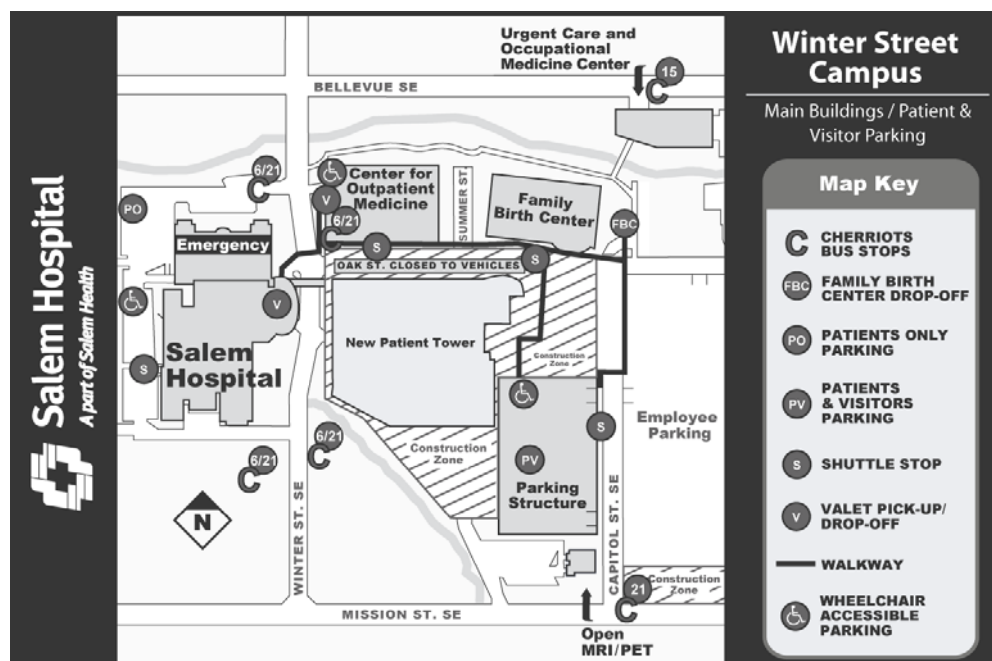 Salem Hospital
A part of Salem Health
Urgent Care and
Occupational
Medicine Center
15
C
BELLEVUE SE
6/21
C
PO
Emergency
V
Salem
Hospital
S
Center for
Outpatient
Medicine
V
6/21
C
S
SUMMER ST.
Family
Birth Center
FBC
S
OAK ST. CLOSED TO VEHICLES
New Patient Tower
Construction
Zone
Employee
Parking
S
PV
Parking
Structure
Construction
Zone
6/21
C
6/21
C
N
WINTER ST. SE
CAPITOL ST. SE
21
C
Construction
Zone
MISSION ST. SE
Open
MRI/PET
Winter Street
Campus
Main Buildings / Patient &
Visitor Parking
Map Key
C CHERRIOTS
BUS STOPS
FBC FAMILY BIRTH
CENTER DROP-OFF
PO PATIENTS ONLY
PARKING
PV PATIENTS
& VISITORS
PARKING
S SHUTTLE STOP
V VALET PICK-UP/
DROP-OFF
WALKWAY
WHEELCHAIR
ACCESSIBLE
PARKING